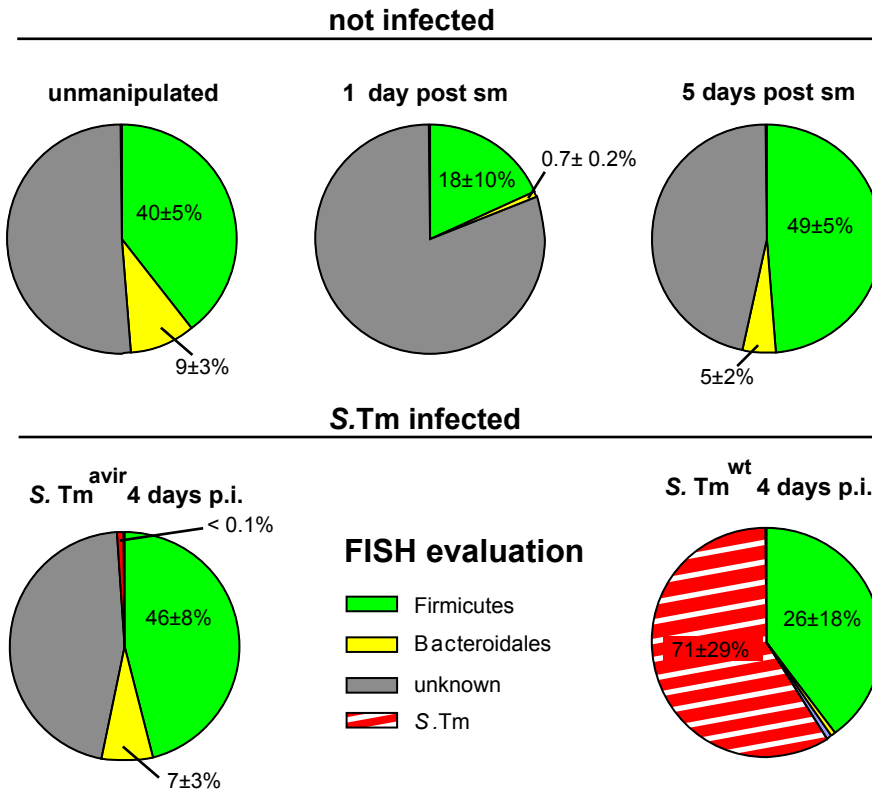 not infected
unmanipulated
1 day post sm
5 days post sm
40±5%
9±3%
18±10%
0.7± 0.2%
49±5%
5±2%
S.Tm infected
S. Tm avir 4 days p.i.
< 0.1%
46±8%
7±3%
FISH evaluation
Firmicutes
Bacteroidales
unknown
S.Tm
S. Tm wt 4 days p.i.
26±18%
71±29%